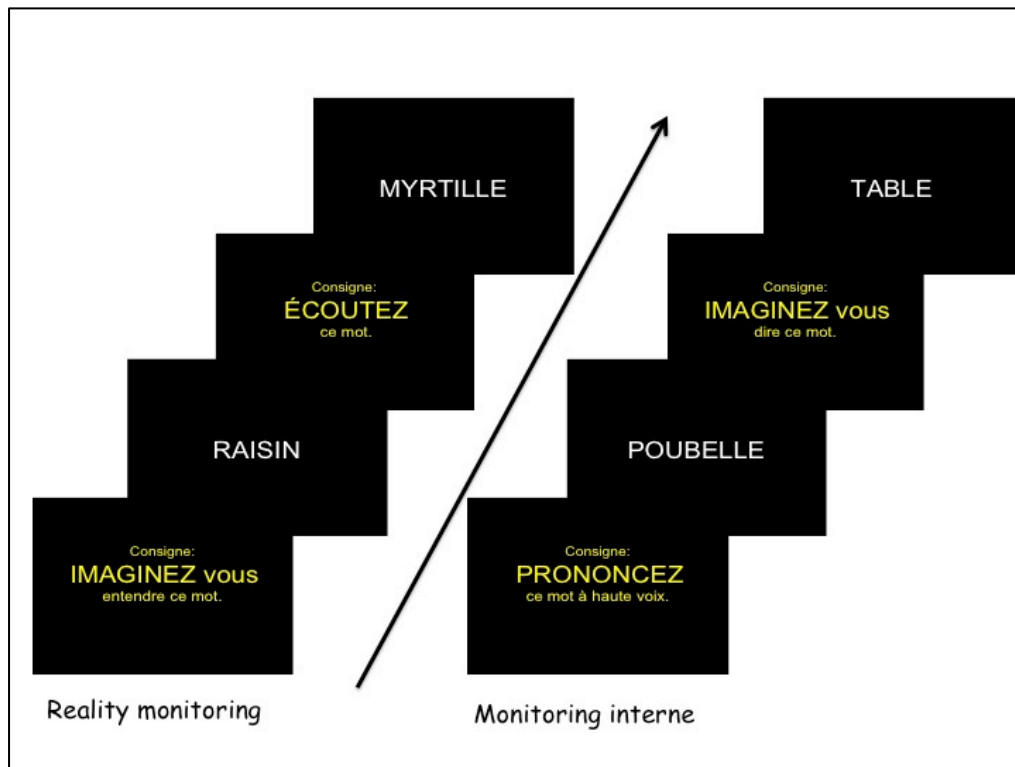 MYRTILLE
Consigne:
ÉCOUTEZ
ce mot.
RAISIN
Consigne:
IMAGINEZ vous
entendre ce mot.
Reality monitoring
TABLE
Consigne:
IMAGINEZ vous
dire ce mot.
POUBELLE
Consigne:
PRONONCEZ
ce mot à haute voix.
Monitoring interne